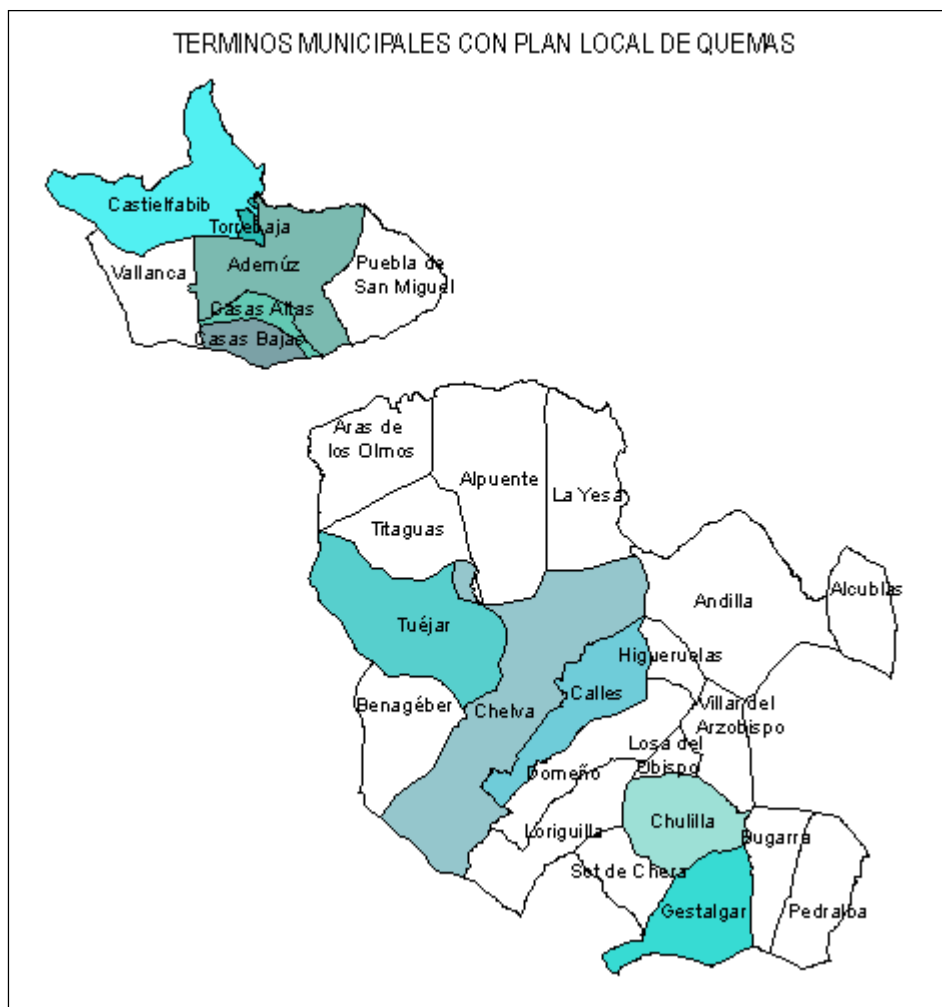 TERMINOS MUNICIPALES CON PLAN LOCAL DE QUEMAS
Castielfabib
Torrebaja
Vallanca
Ademúz
Puebla de
San Miguel
Casas Altas
Casas Bajas
Aras de
los Olmos
Alpuente
La Yesa
Titaguas
Tuéjar
Andilla
Alcublas
Higueruelas
Benagéber
Chelva
Calles
Villar del
Arzobispo
Losa del
Obispo
Domeño
Loriguilla
Chulilla
Bugarra
Sot de Chera
Gestalgar
Pedralba